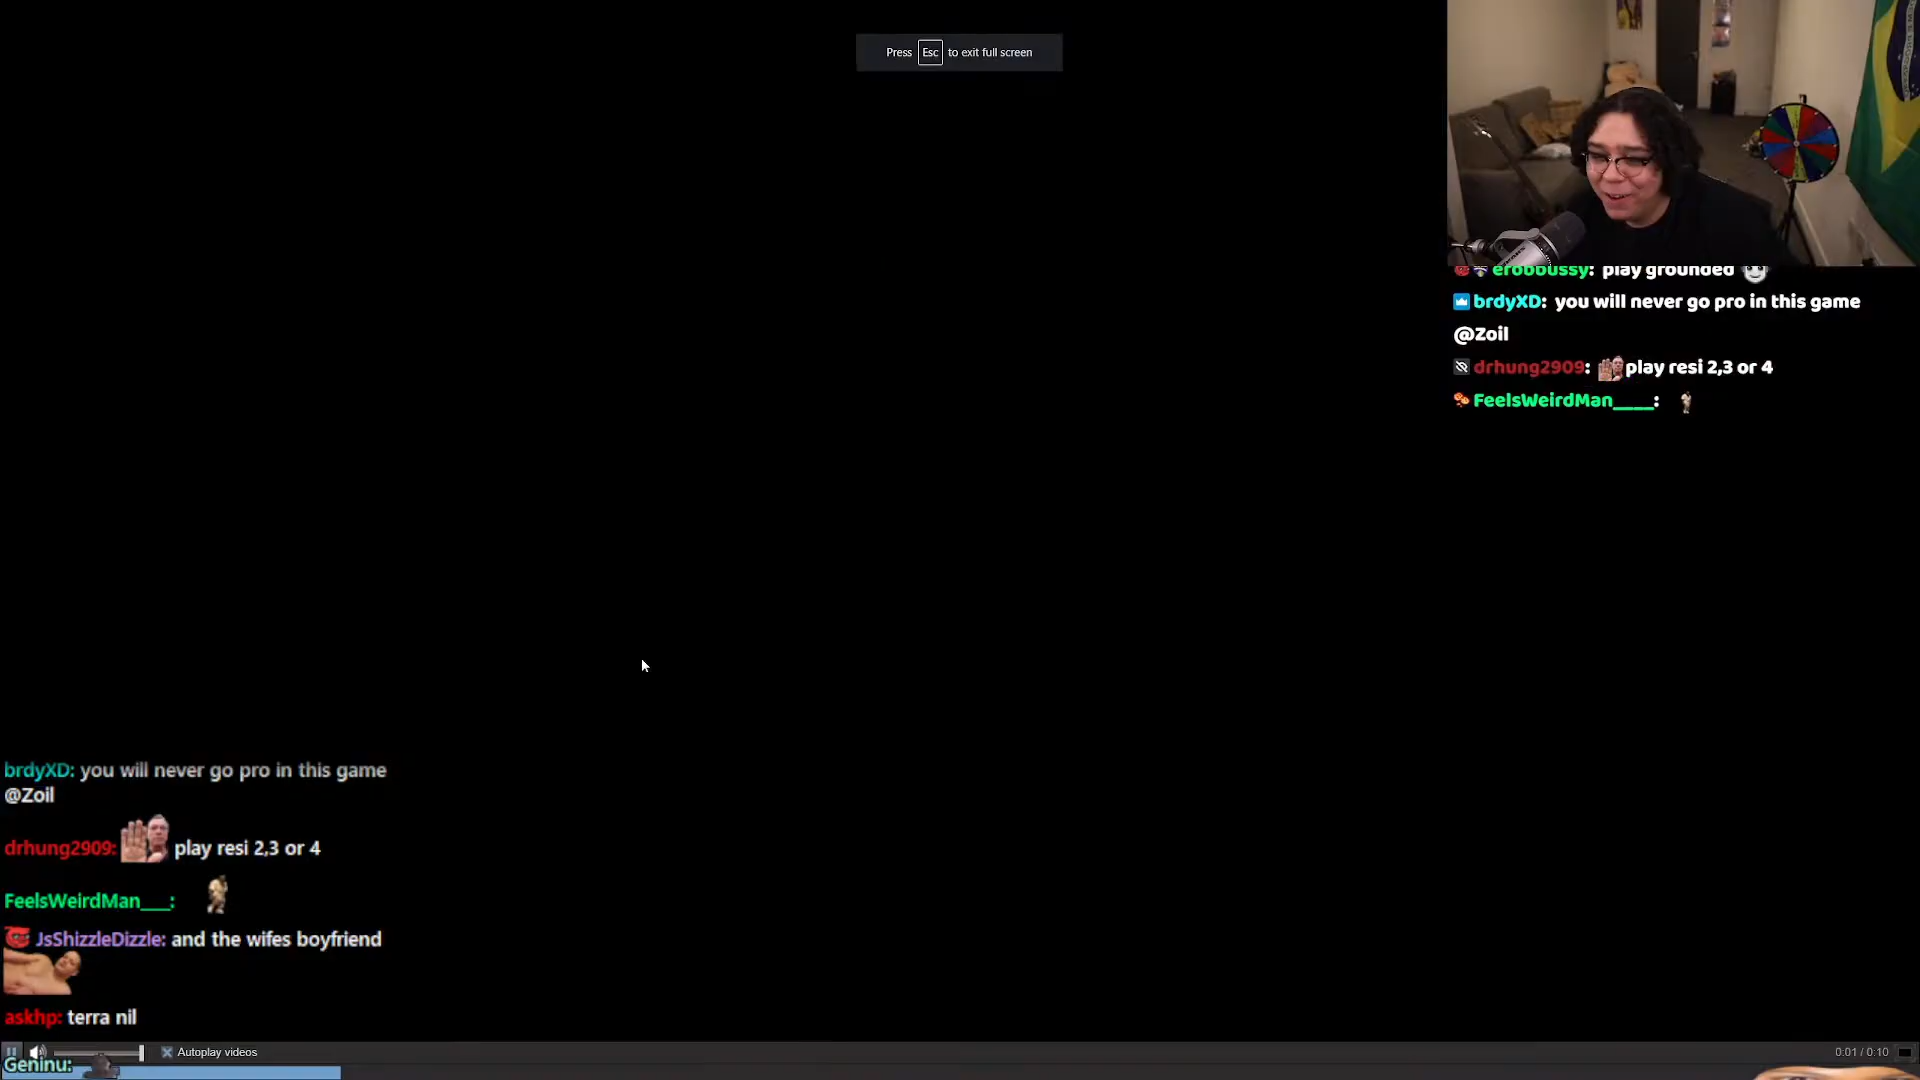 Press Esc to exit full screen
erobbussy: play grounded
brdyXD: you will never go pro in this game
@Zoil
drhung2909: play resi 2,3 or 4
FeelsWeirdMan____:
brdyXD: you will never go pro in this game
@Zoil
drhung2909: play resi 2,3 or 4
FeelsWeirdMan___:
JsShizzleDizzle: and the wifes boyfriend
askhp: terra nil
Autoplay videos
0:01 / 0:10
Geninu: